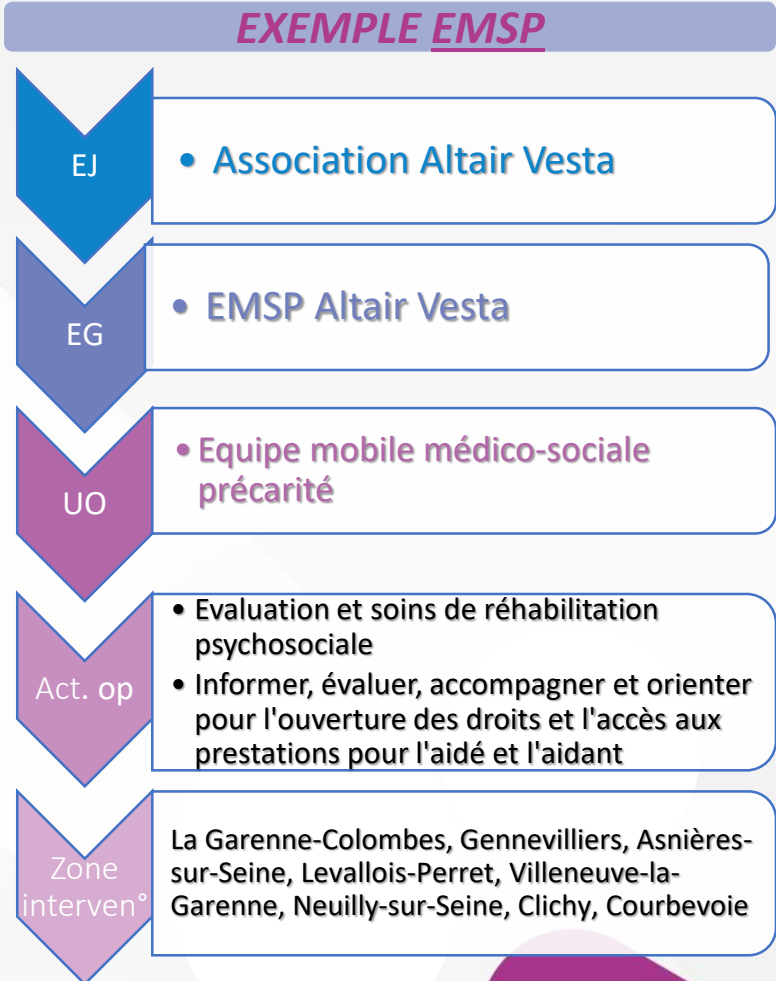 EXEMPLE EMSP
EJ
• Association Altair Vesta
EG
• EMSP Altair Vesta
UO
• Equipe mobile médico-sociale
précarité
Act. op
• Evaluation et soins de réhabilitation
psychosociale
• Informer, évaluer, accompagner et orienter
pour l'ouverture des droits et l'accès aux
prestations pour l'aidé et l'aidant
Zone
interven°
La Garenne-Colombes, Gennevilliers, Asnières-
sur-Seine, Levallois-Perret, Villeneuve-la-
Garenne, Neuilly-sur-Seine, Clichy, Courbevoie